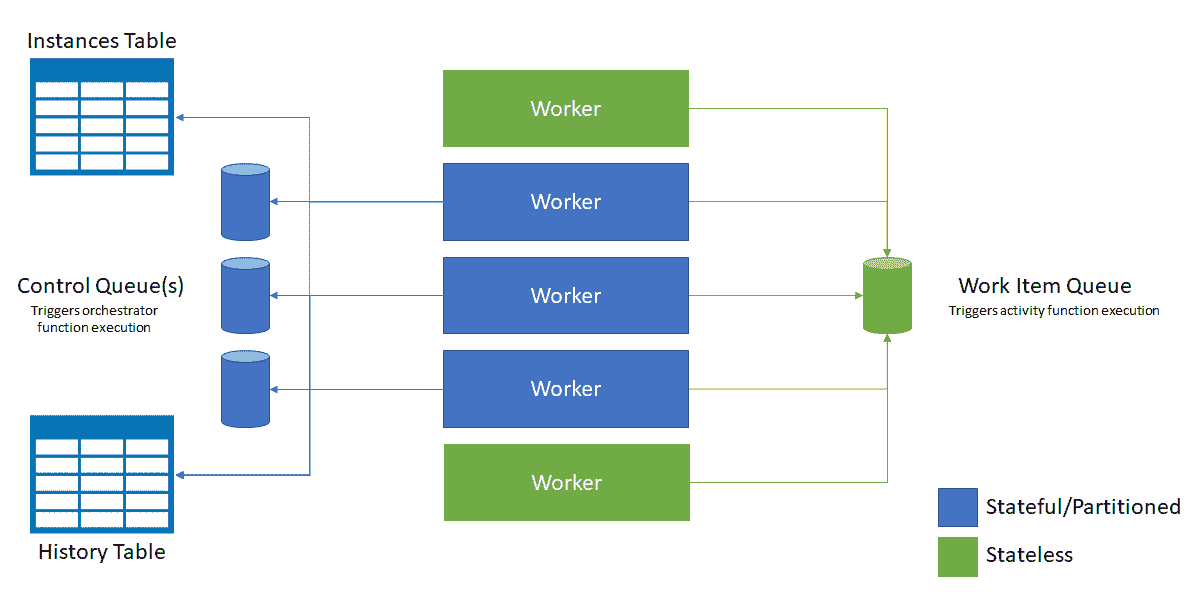 Instances Table
Worker
Worker
Control Queue(s)
Triggers orchestrator
function execution
Worker
Work Item Queue
Triggers activity function execution
Worker
Worker
History Table
Stateful/Partitioned
Stateless